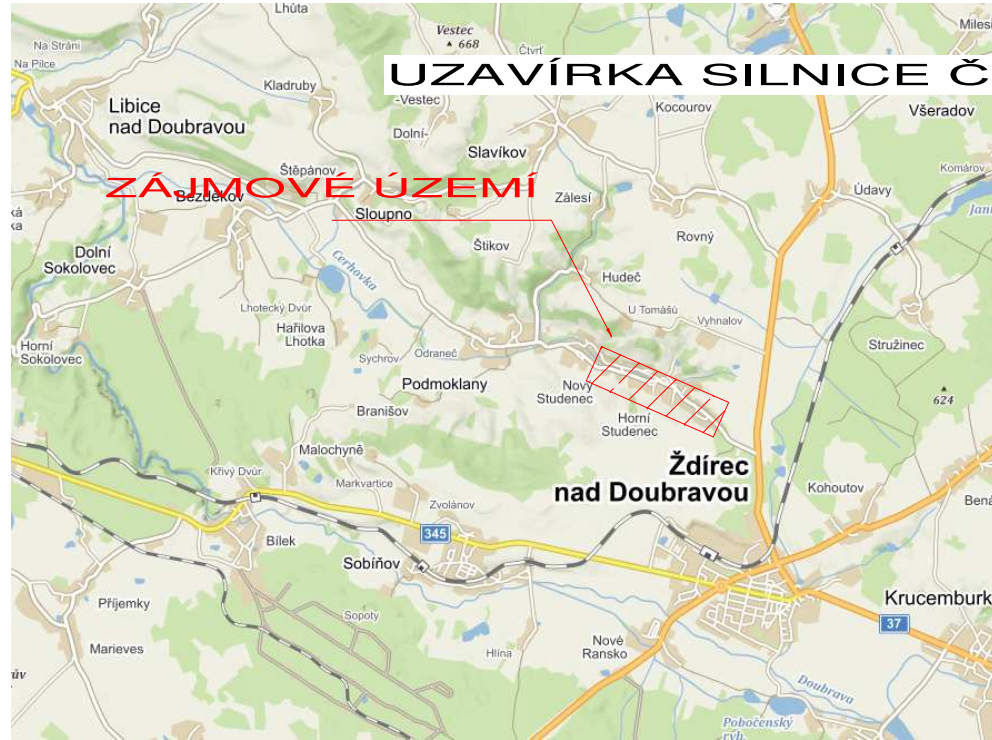 Lhúta
Na Stráni
Na Pilce
Vestec
▲ 668
Čtvrť
UZAVÍRKA SILNICE Č
Kladruby
-Vestec
Kocourov
Všeradov
Libice
nad Doubravou
Dolní-
Slavíkov
Štěpánov
Komárov
ZÁJMOVÉ ÚZEMÍ
Bezděkov
Sloupno
Zálesí
Údavy
Štikov
Rovný
Dolní
Sokolovec
Cerhovka
Hudeč
Lhotecký Dvůr
Hařilova
Lhotka
U Tomášů
Vyhnalov
Horní
Sokolovec
Sychrov
Odraneč
Stružinec
Podmoklany
Nový
Studenec
624
Branišov
Horní
Studenec
Malochyně
Ždírec
nad Doubravou
Křivý Dvůr
Markvartice
Zvolánov
Kohoutov
345
Bílek
Sobíňov
Příjemky
Sopoty
Krucemburk
37
Marieves
Hlína
Nové
Ransko
Doubrava
Pobočenský
ryb.